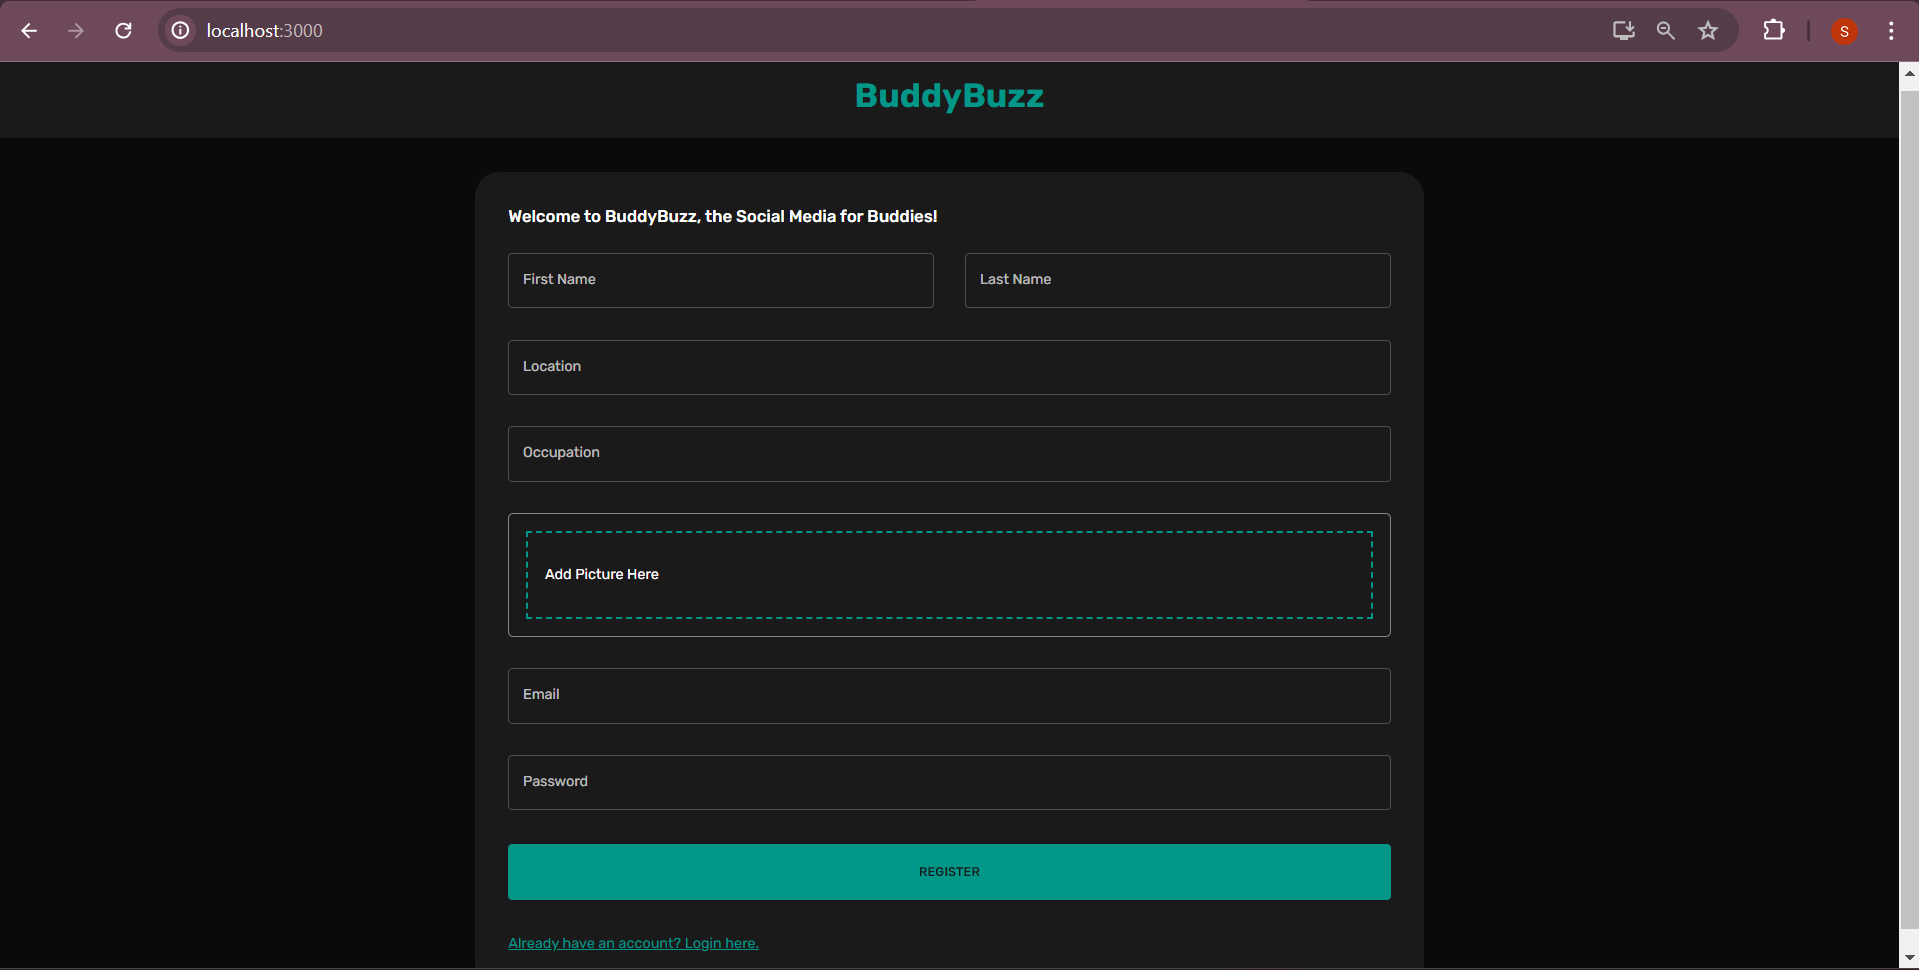 localhost:3000
S
BuddyBuzz
Welcome to BuddyBuzz, the Social Media for Buddies!
First Name
Last Name
Location
Occupation
Add Picture Here
Email
Password
REGISTER
Already have an account? Login here.